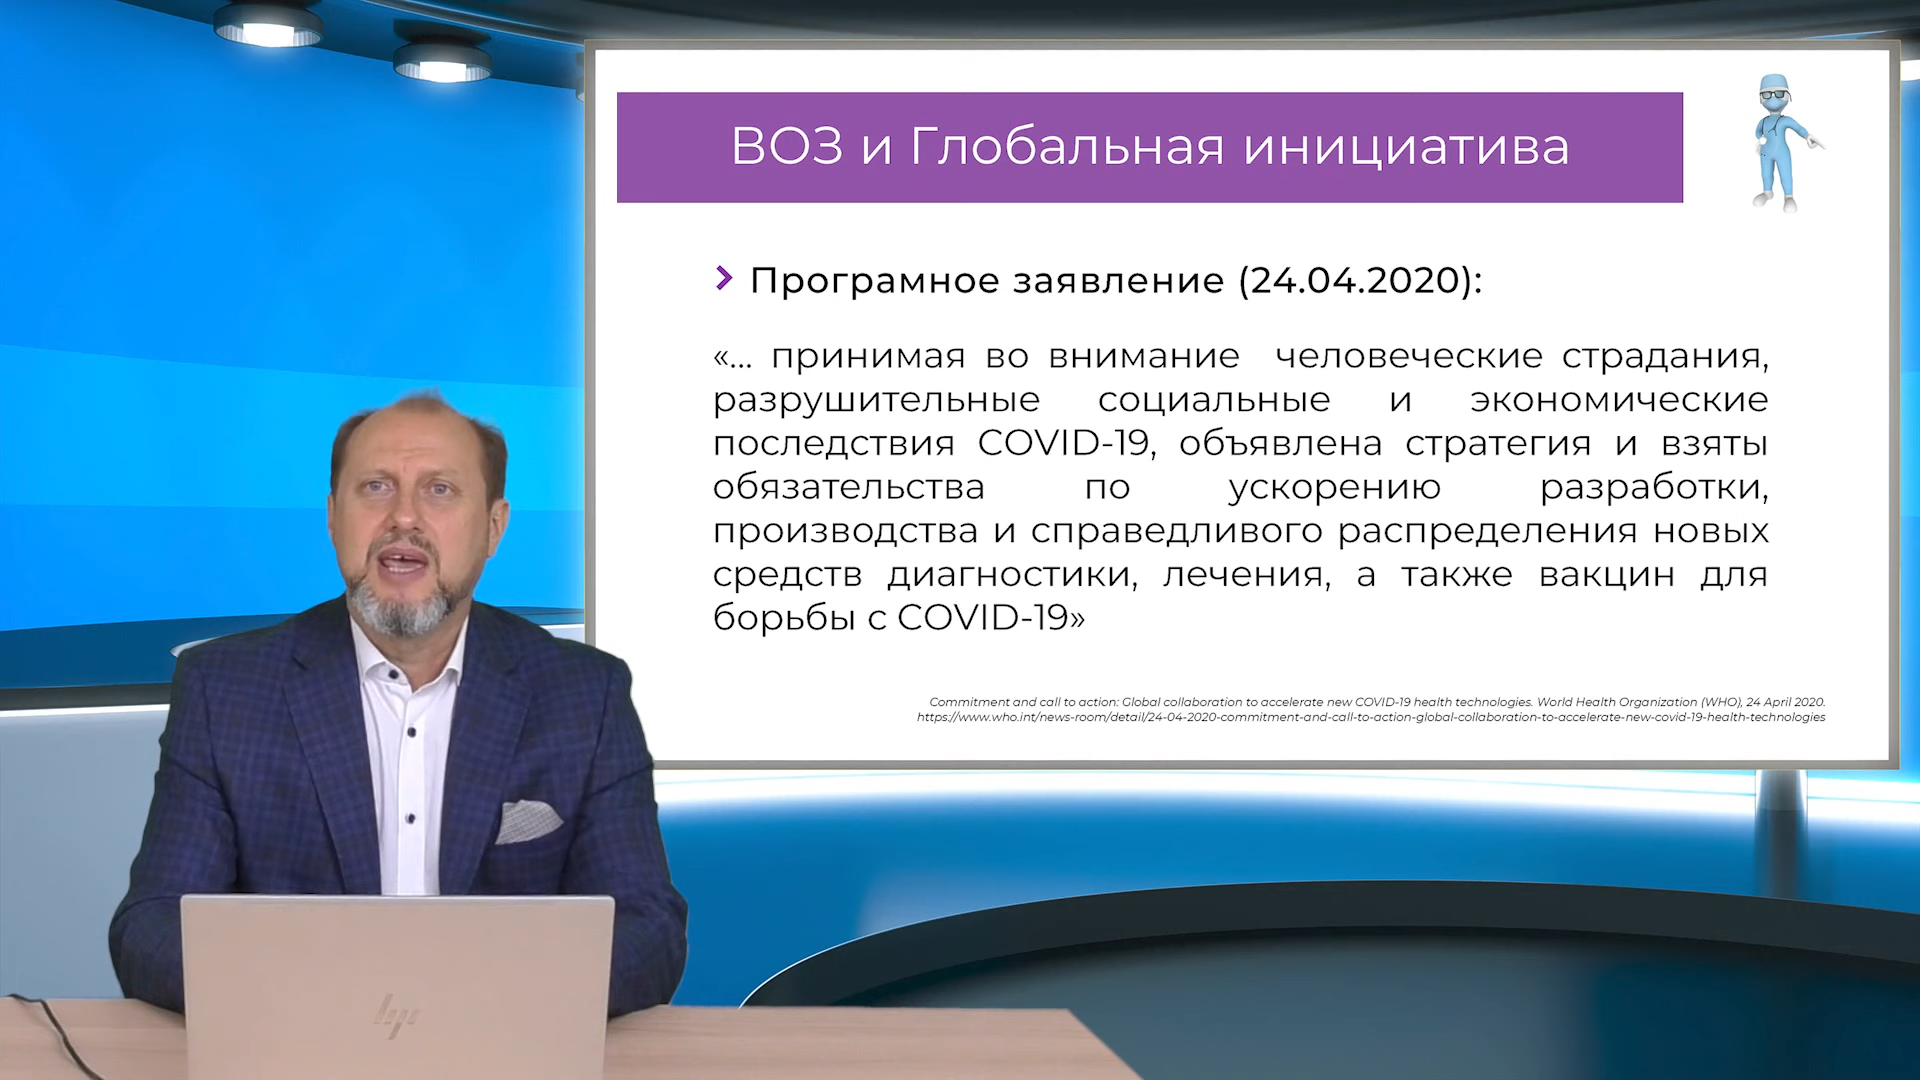 ВОЗ и Глобальная инициатива
Програмное заявление (24.04.2020):
«... принимая во внимание человеческие страдания,
разрушительные социальные и экономические
последствия COVID-19, объявлена стратегия и взяты
обязательства по ускорению разработки,
производства и справедливого распределения новых
средств диагностики, лечения, а также вакцин для
борьбы с COVID-19»
Commitment and call to action: Global collaboration to accelerate new COVID-19 health technologies. World Health Organization (WHO), 24 April 2020.
https://www.who.int/news-room/detail/24-04-2020-commitment-and-call-to-action-global-collaboration-to-accelerate-new-covid-19-health-technologies
hp